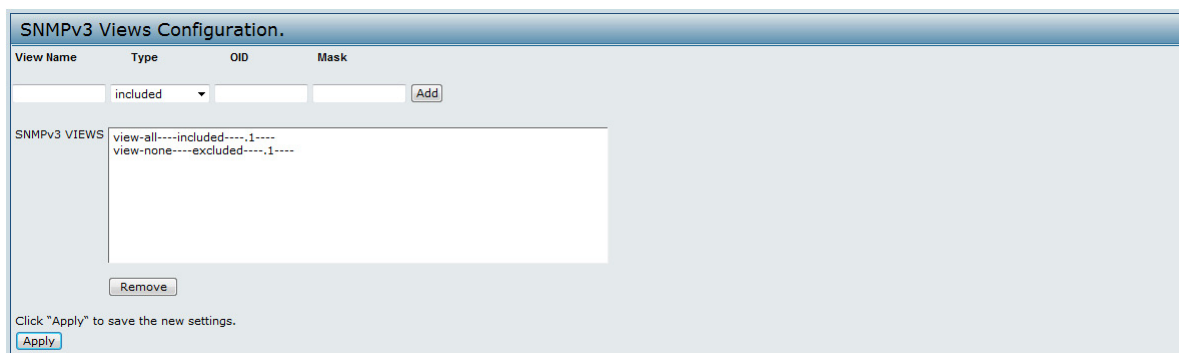 SNMPv3 Views Configuration.
View Name Type OID Mask
included Add
SNMPv3 VIEWS
view-all----included----.1----
view-none----excluded----.1----
Remove
Click "Apply" to save the new settings.
Apply